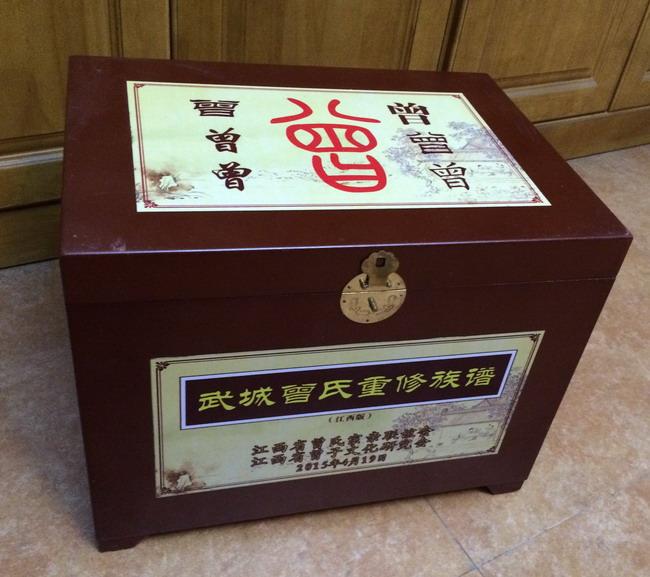 曾
曾
曾
曾
曾
曾
曾
武城曾氏重修族谱
（江西版）
江西省曾氏宗亲联谊会
江西省曾子文化研究会
2015年4月19日